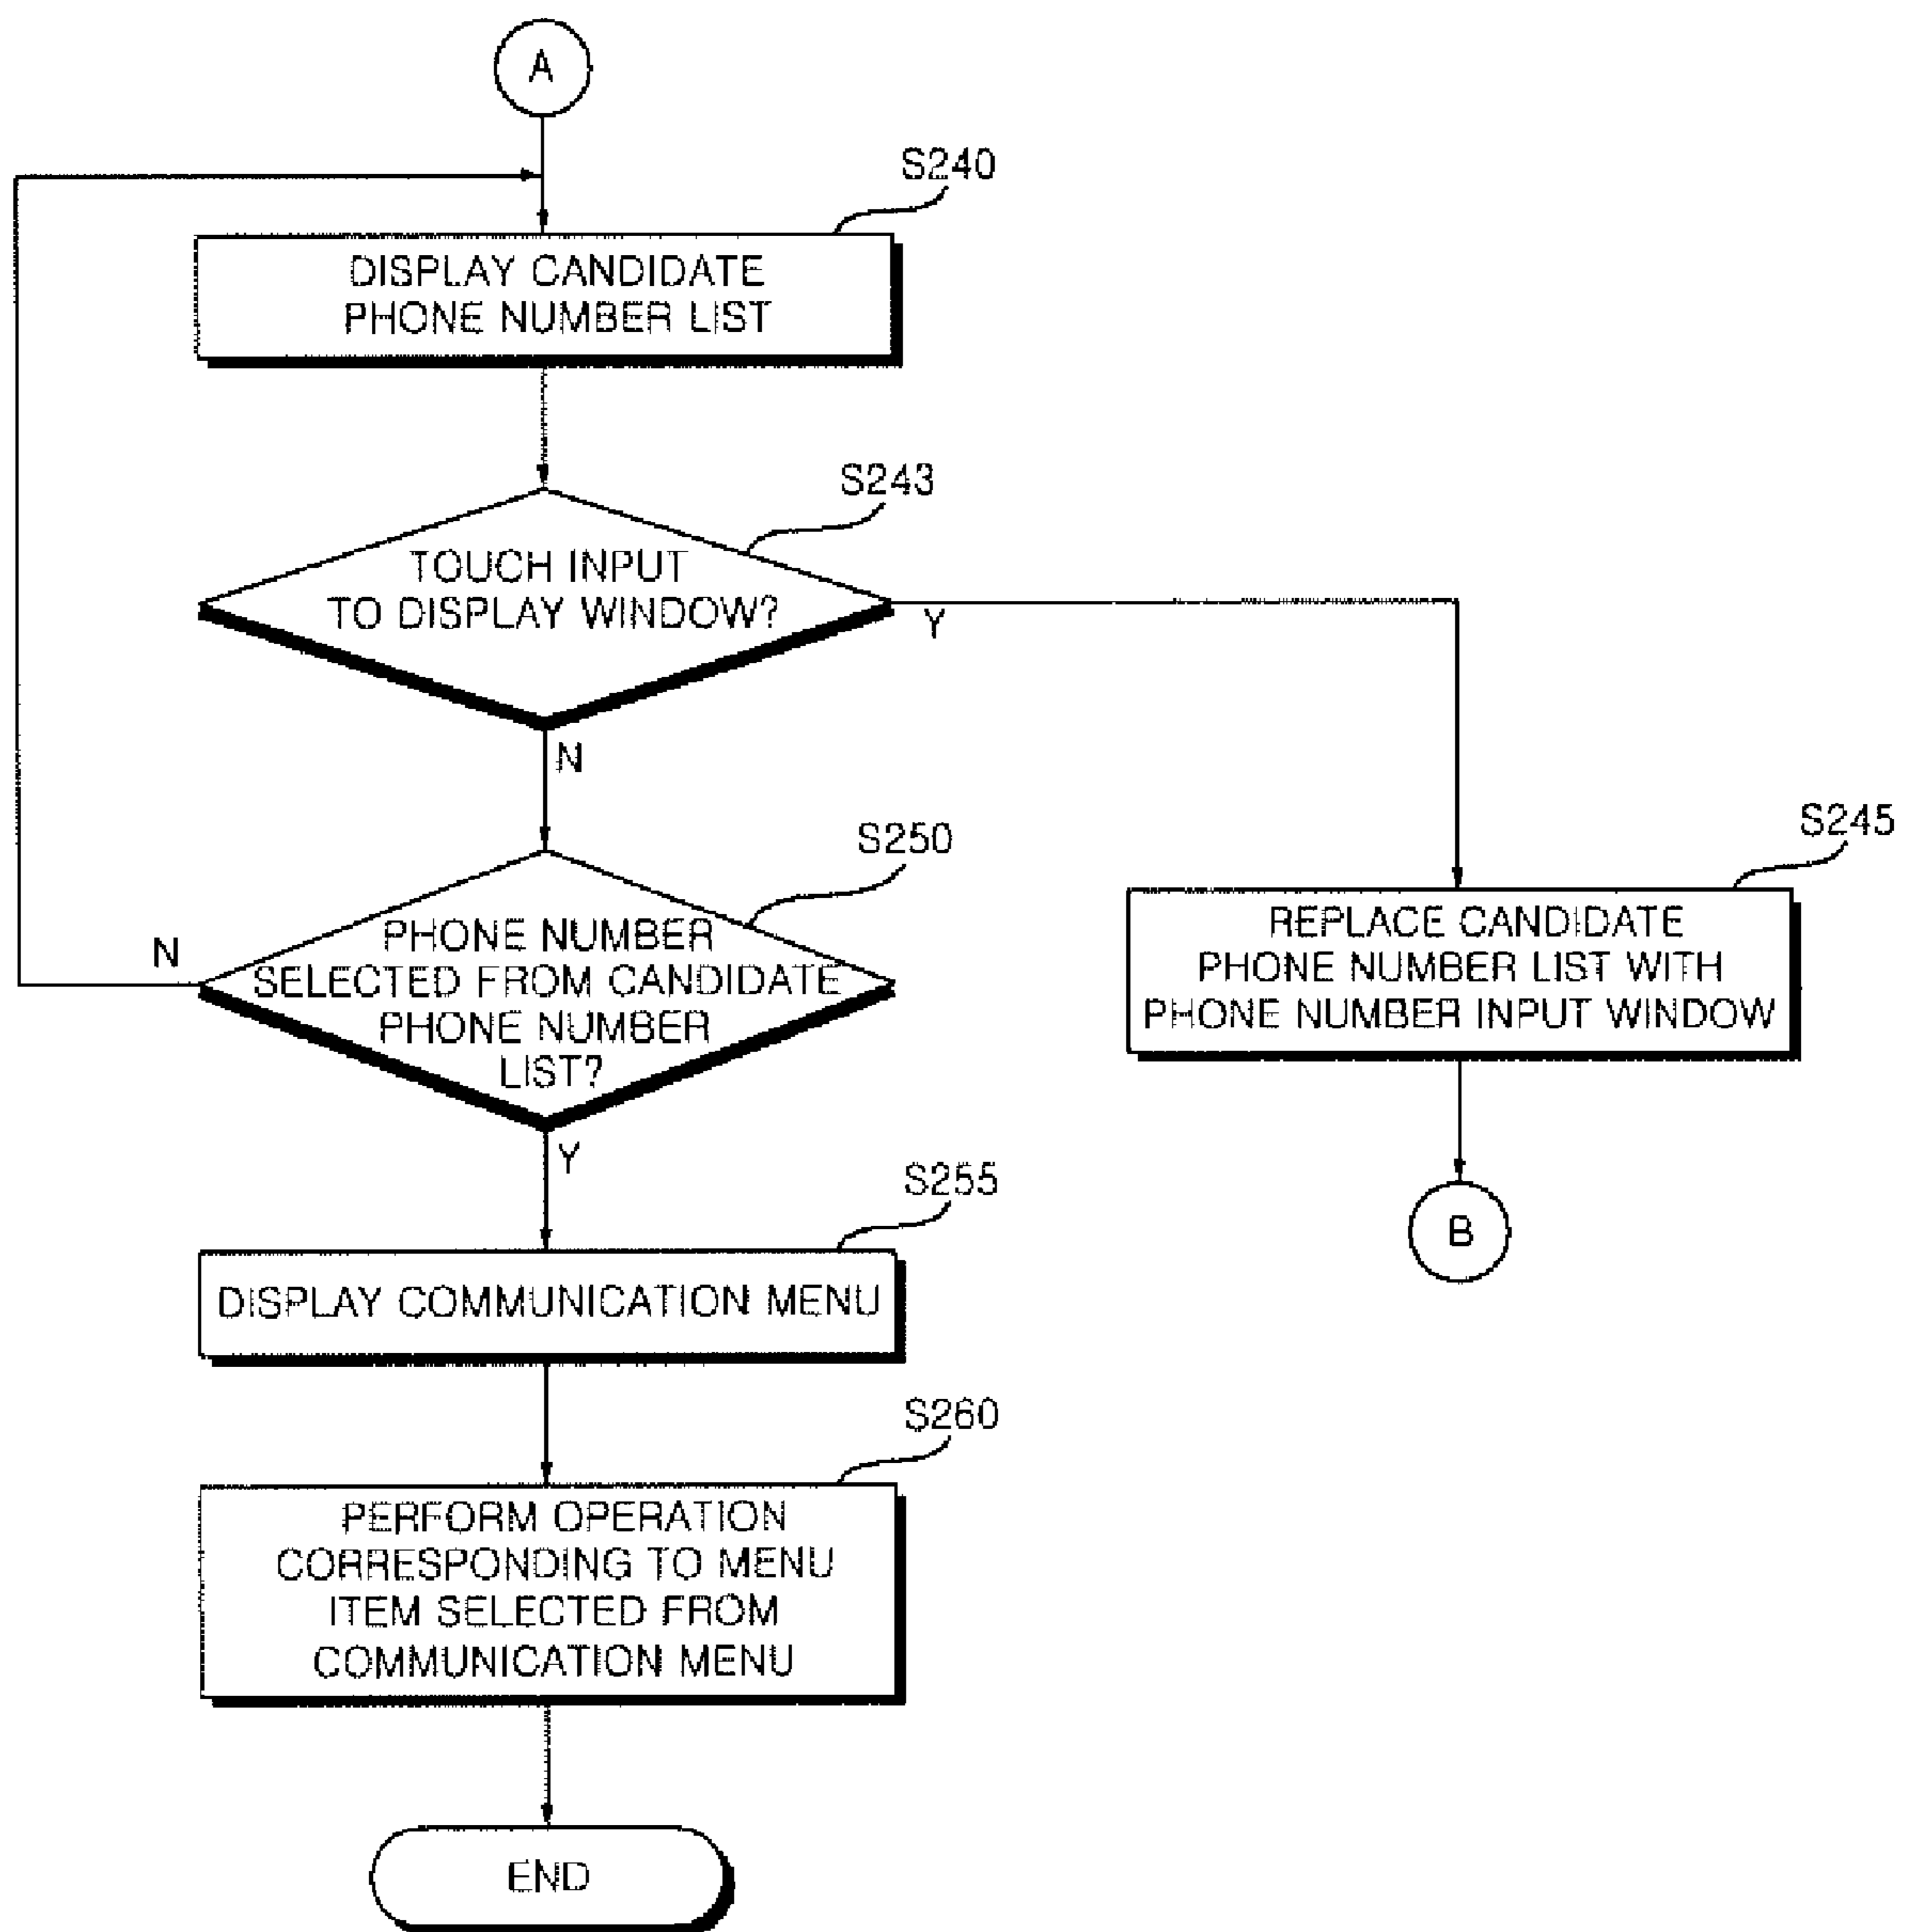 A
S240
DISPLAY CANDIDATE
PHONE NUMBER LIST
S243
TOUCH INPUT
TO DISPLAY WINDOW?
Y
N
S250
PHONE NUMBER
SELECTED FROM CANDIDATE
PHONE NUMBER
LIST?
N
Y
S245
REPLACE CANDIDATE
PHONE NUMBER LIST WITH
PHONE NUMBER INPUT WINDOW
B
S255
DISPLAY COMMUNICATION MENU
S260
PERFORM OPERATION
CORRESPONDING TO MENU
ITEM SELECTED FROM
COMMUNICATION MENU
END